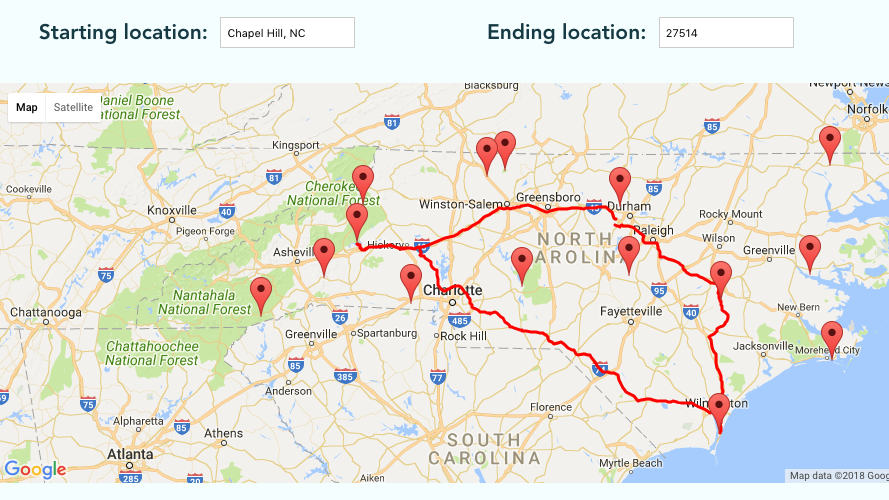 Starting location: Chapel Hill, NC
Ending location: 27514
Map Satellite
Blacksburg
Newport News
Daniel Boone
National Forest
Norfolk
81
85
Kingsport
81
Cookeville
Cherokee
National Forest
85
Knoxville
40
Winston-Salem
Greensboro
Durham
Rocky Mount
Pigeon Forge
40
Raleigh
Wilson
Hickory
Asheville
NORTH
CAROLINA
Greenville
75
40
Nantahala
National Forest
Charlotte
95
Chattanooga
26
485
Fayetteville
40
New Bern
Greenville
Spartanburg
Rock Hill
Chattahoochee
National Forest
Jacksonville
Morehead City
85
385
77
74
Anderson
59
75
Wilmington
Florence
Alpharetta
85
Athens
SOUTH
CAROLINA
Atlanta
Myrtle Beach
Google
285
20
Aiken
Map data ©2018 Goog